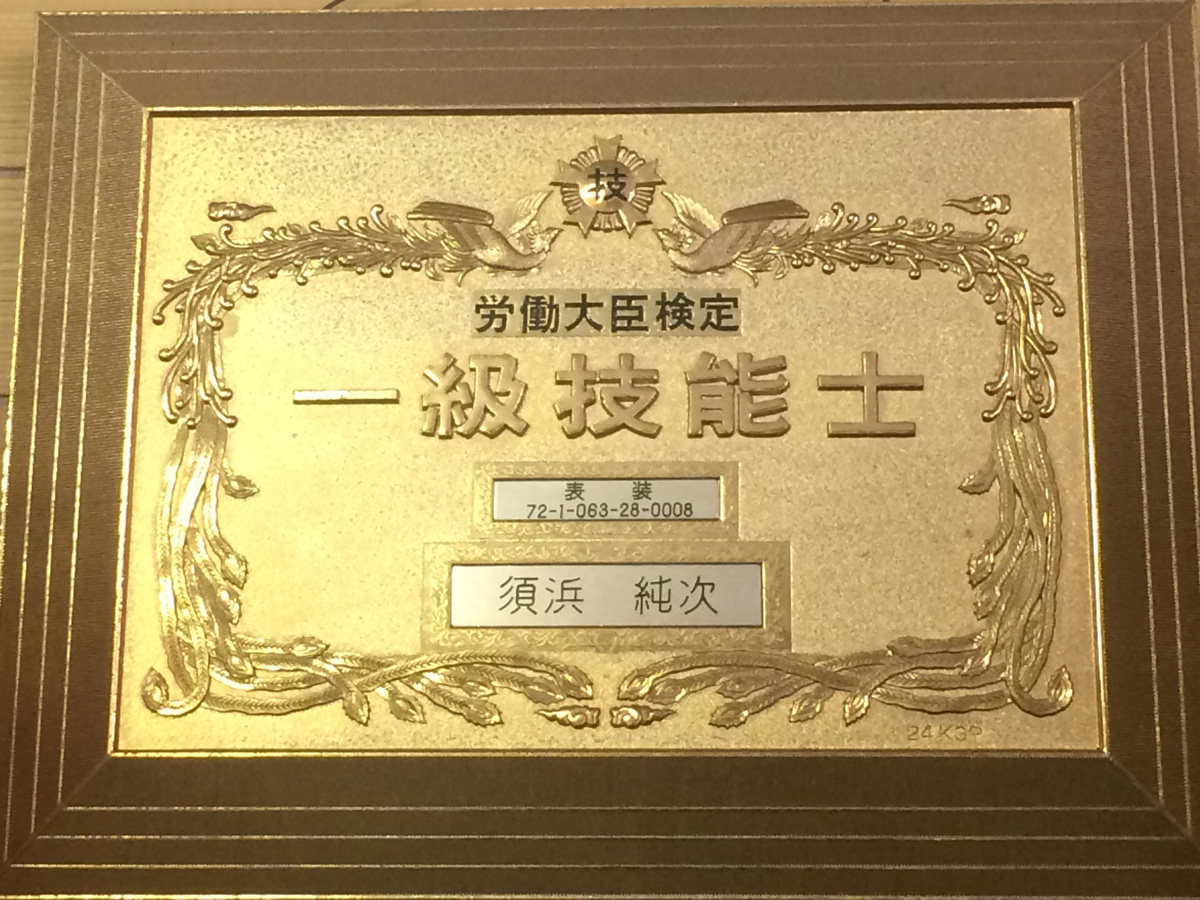 技
労働大臣検定
一級技能士
表 装
72-1-063-28-0008
須浜 純次
24KGP